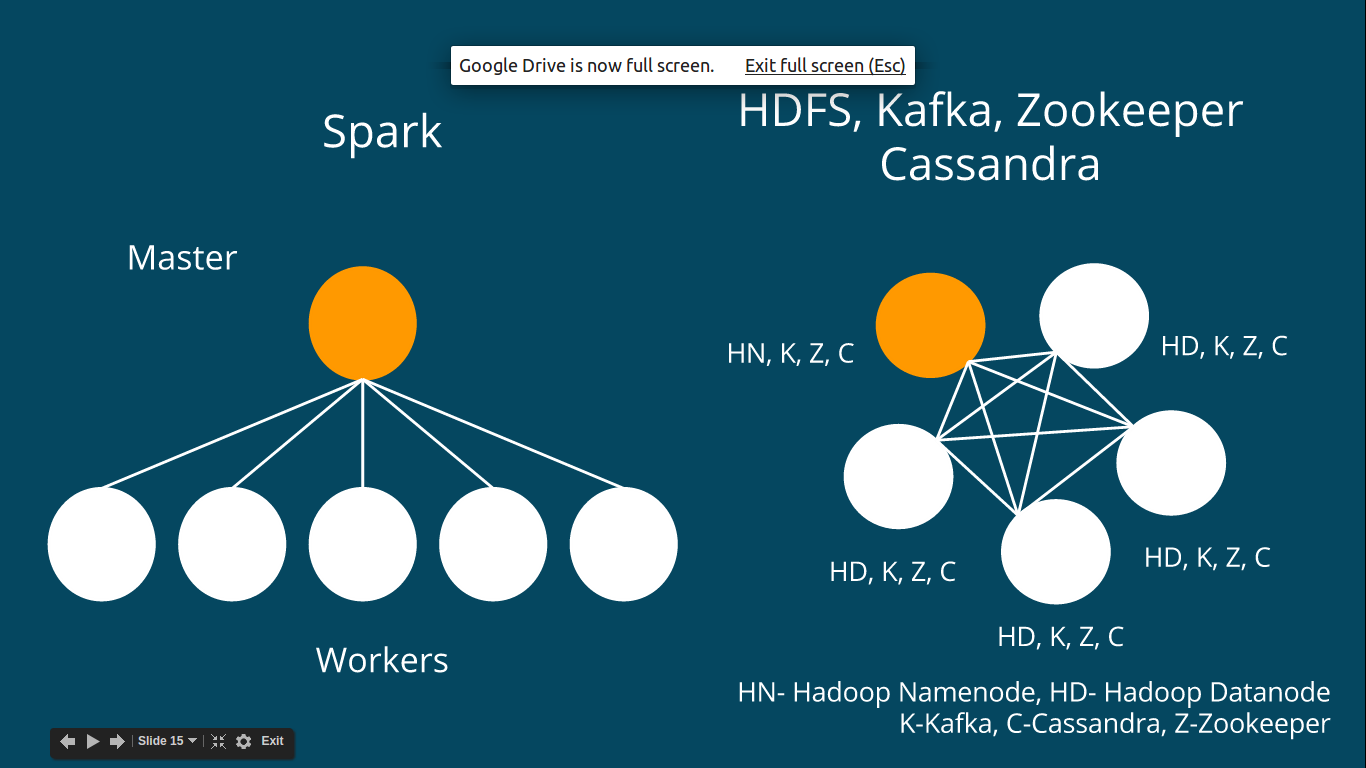 Google Drive is now full screen. Exit full screen (Esc)
Spark
HDFS, Kafka, Zookeeper
Cassandra
Master
HN, K, Z, C
HD, K, Z, C
HD, K, Z, C
HD, K, Z, C
HD, K, Z, C
Workers
HN- Hadoop Namenode, HD- Hadoop Datanode
K-Kafka, C-Cassandra, Z-Zookeeper
Slide 15 Exit